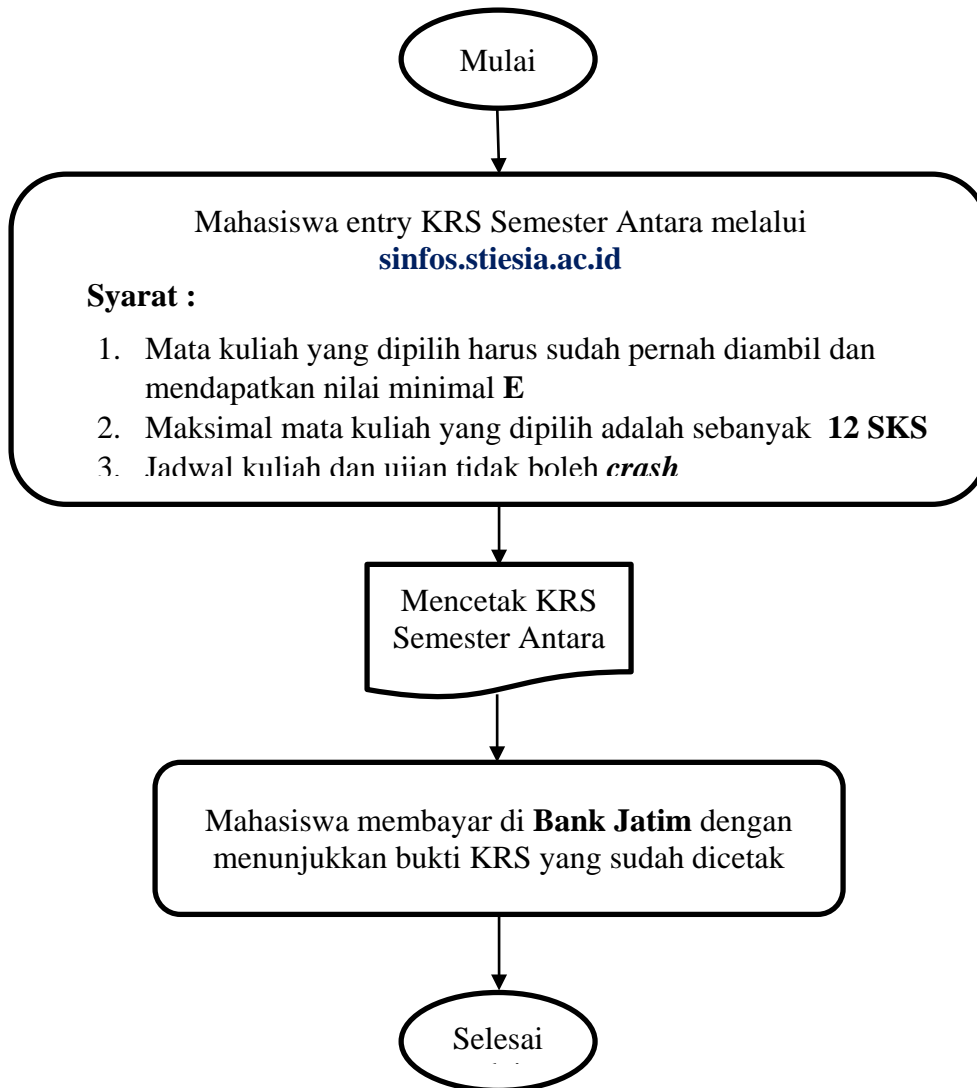 Mulai
Mahasiswa entry KRS Semester Antara melalui
sinfos.stiesia.ac.id
Syarat :
1. Mata kuliah yang dipilih harus sudah pernah diambil dan
mendapatkan nilai minimal E
2. Maksimal mata kuliah yang dipilih adalah sebanyak 12 SKS
3. Jadwal kuliah dan ujian tidak boleh crash
Mencetak KRS
Semester Antara
Mahasiswa membayar di Bank Jatim dengan
menunjukkan bukti KRS yang sudah dicetak
Selesai